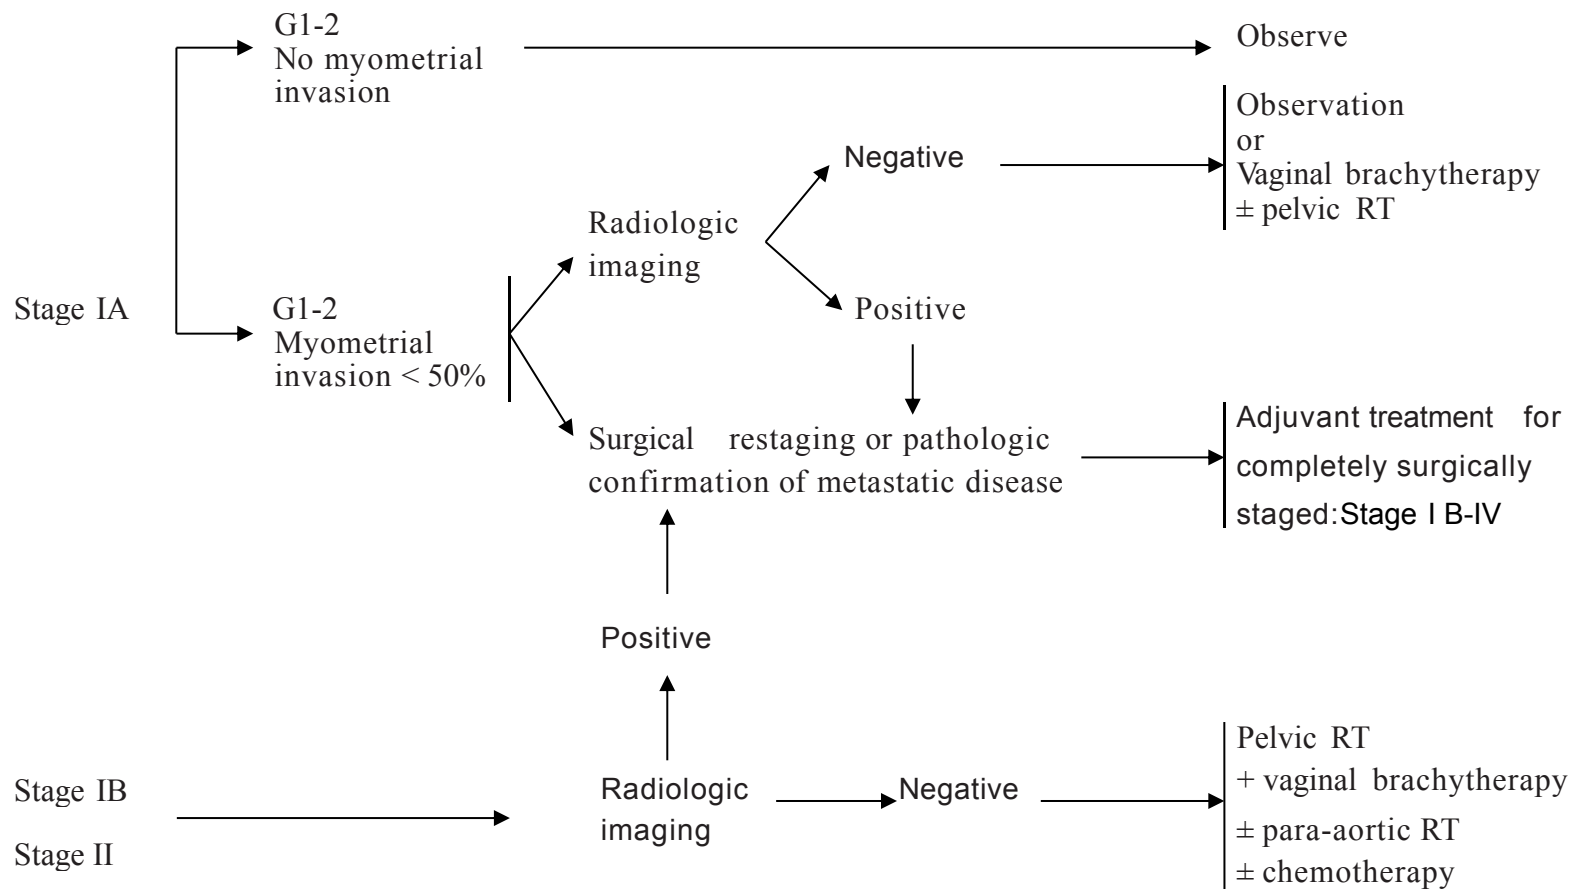 G1-2
No myometrial
invasion
Observe
Observation
or
Vaginal brachytherapy
± pelvic RT
Negative
Radiologic
imaging
Stage IA
G1-2
Myometrial
invasion < 50%
Positive
Surgical restaging or pathologic
confirmation of metastatic disease
Adjuvant treatment for
completely surgically
staged:Stage I B-IV
Positive
Stage IB
Stage II
Radiologic
imaging
Negative
Pelvic RT
+ vaginal brachytherapy
± para-aortic RT
± chemotherapy